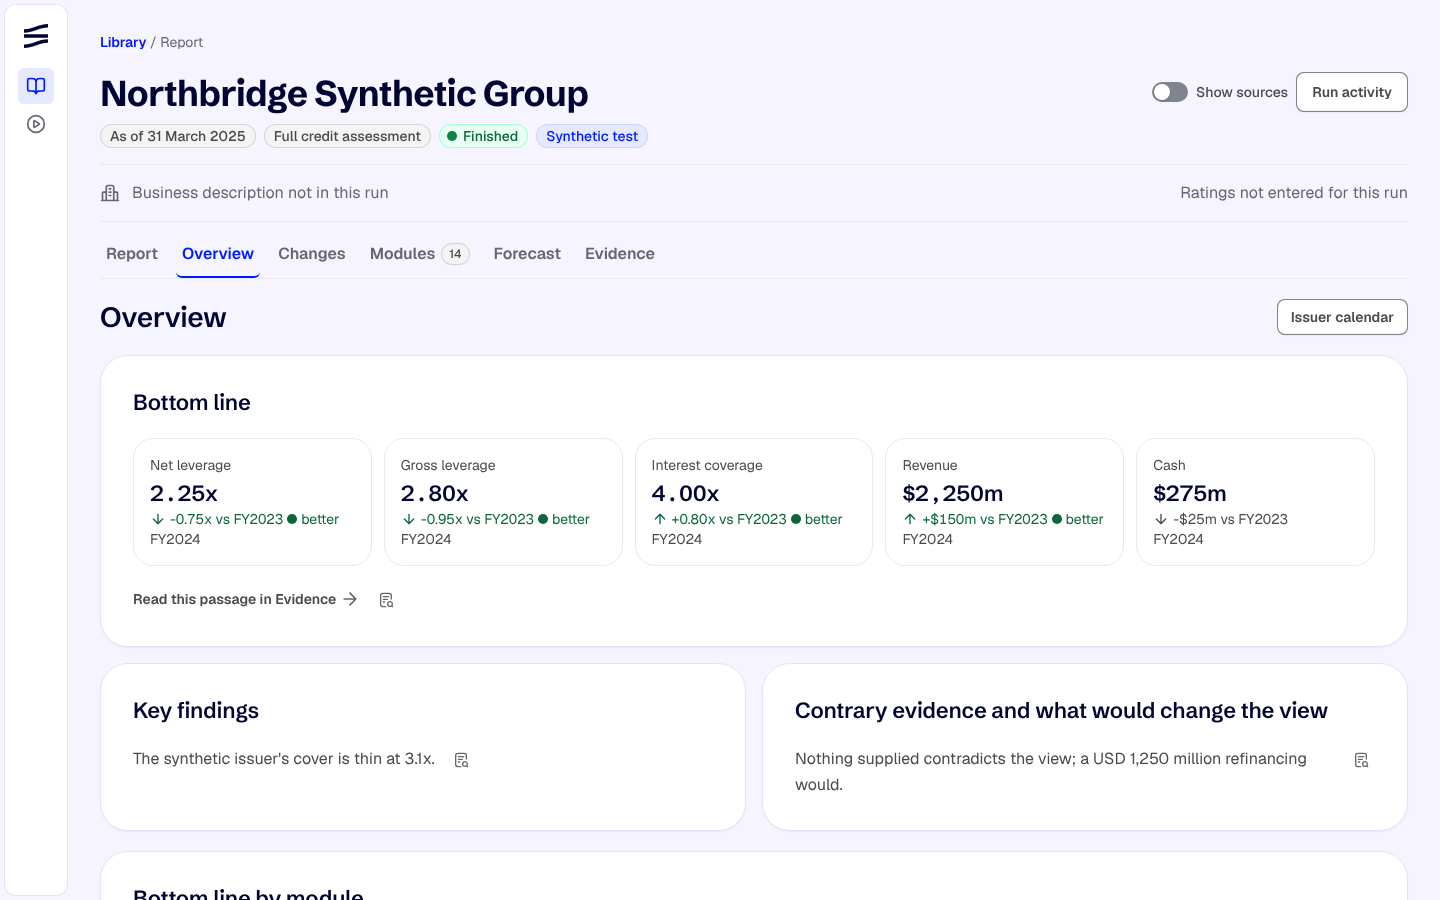 Library / Report
Northbridge Synthetic Group
Show sources
Run activity
As of 31 March 2025
Full credit assessment
Finished
Synthetic test
Business description not in this run
Ratings not entered for this run
Report
Overview
Changes
Modules 14
Forecast
Evidence
Overview
Issuer calendar
Bottom line
Net leverage
2.25x
↓ -0.75x vs FY2023 ● better
FY2024
Gross leverage
2.80x
↓ -0.95x vs FY2023 ● better
FY2024
Interest coverage
4.00x
↑ +0.80x vs FY2023 ● better
FY2024
Revenue
$2,250m
↑ +$150m vs FY2023 ● better
FY2024
Cash
$275m
↓ -$25m vs FY2023
FY2024
Read this passage in Evidence →
Key findings
The synthetic issuer's cover is thin at 3.1x.
Contrary evidence and what would change the view
Nothing supplied contradicts the view; a USD 1,250 million refinancing
would.
Bottom line by module